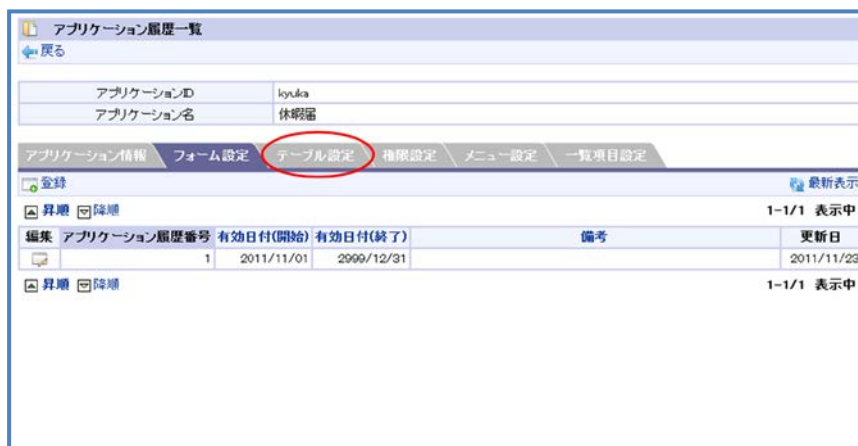 アプリケーション履歴一覧
戻る
アプリケーションID kyuka
アプリケーション名 休暇届
アプリケーション情報 フォーム設定 テーブル設定 権限設定 メニュー設定 一覧項目設定
登録 最新表示
昇順 降順 1-1/1 表示中
編集 アプリケーション履歴番号 有効日付(開始) 有効日付(終了) 備考 更新日
1 2011/11/01 2999/12/31 2011/11/23
昇順 降順 1-1/1 表示中